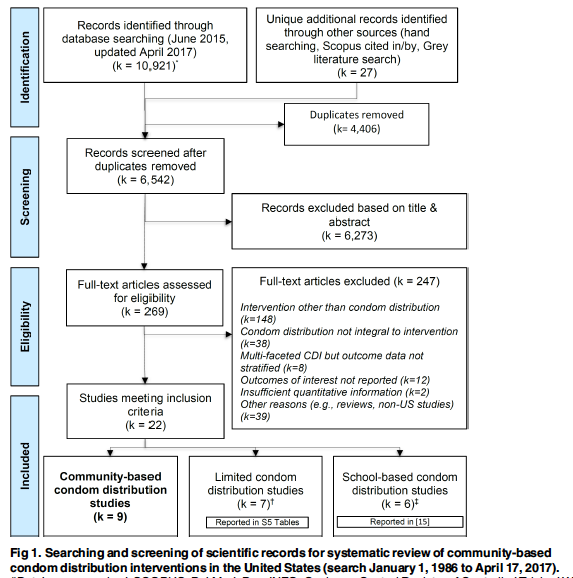 Identification
Records identified through
database searching (June 2015,
updated April 2017)
(k = 10,921)*
Unique additional records identified
through other sources (hand
searching, Scopus cited in/by, Grey
literature search)
(k = 27)
Duplicates removed
(k= 4,406)
Screening
Records screened after
duplicates removed
(k = 6,542)
Records excluded based on title &
abstract
(k = 6,273)
Eligibility
Full-text articles assessed
for eligibility
(k = 269)
Full-text articles excluded (k = 247)
Intervention other than condom distribution
(k=148)
Condom distribution not integral to intervention
(k=38)
Multi-faceted CDI but outcome data not
stratified (k=8)
Outcomes of interest not reported (k=12)
Insufficient quantitative information (k=2)
Other reasons (e.g., reviews, non-US studies)
(k=39)
Included
Studies meeting inclusion
criteria
(k = 22)
Community-based
condom distribution
studies
(k = 9)
Limited condom
distribution studies
(k = 7)†
Reported in S5 Tables
School-based condom
distribution studies
(k = 6)‡
Reported in [15]
Fig 1. Searching and screening of scientific records for systematic review of community-based
condom distribution interventions in the United States (search January 1, 1986 to April 17, 2017).